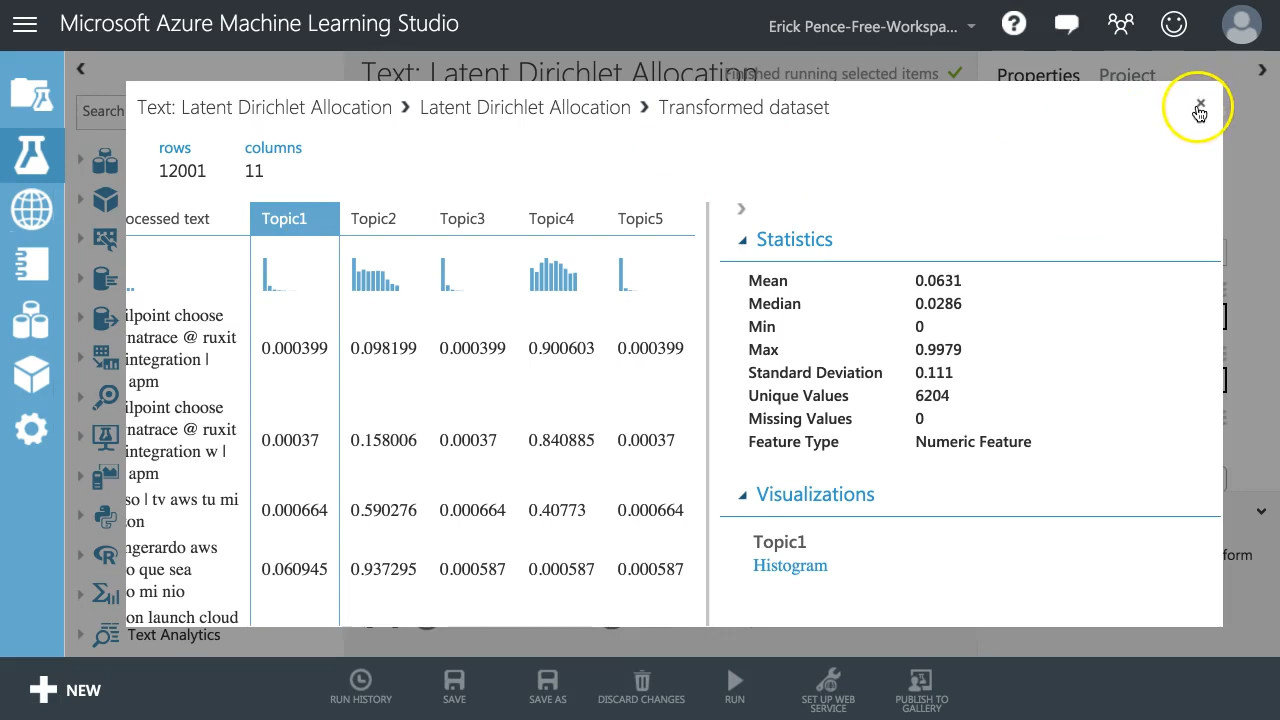 Microsoft Azure Machine Learning Studio
Erick Pence-Free-Workspa...
Text: Latent Dirichlet Allocation
Finished running selected items
Properties Project
Search
Text: Latent Dirichlet Allocation › Latent Dirichlet Allocation › Transformed dataset
rows columns
12001 11
ocessed text Topic1 Topic2 Topic3 Topic4 Topic5
ilpoint choose
natrace @ ruxit
integration |
apm
0.000399 0.098199 0.000399 0.900603 0.000399
ilpoint choose
natrace @ ruxit
integration w |
apm
0.00037 0.158006 0.00037 0.840885 0.00037
so | tv aws tu mi
on
0.000664 0.590276 0.000664 0.40773 0.000664
ngerardo aws
o que sea
o mi nio
0.060945 0.937295 0.000587 0.000587 0.000587
on launch cloud
Statistics
Mean 0.0631
Median 0.0286
Min 0
Max 0.9979
Standard Deviation 0.111
Unique Values 6204
Missing Values 0
Feature Type Numeric Feature
Visualizations
Topic1
Histogram
form
Text Analytics
NEW
RUN HISTORY
SAVE
SAVE AS
DISCARD CHANGES
RUN
SET UP WEB
SERVICE
PUBLISH TO
GALLERY